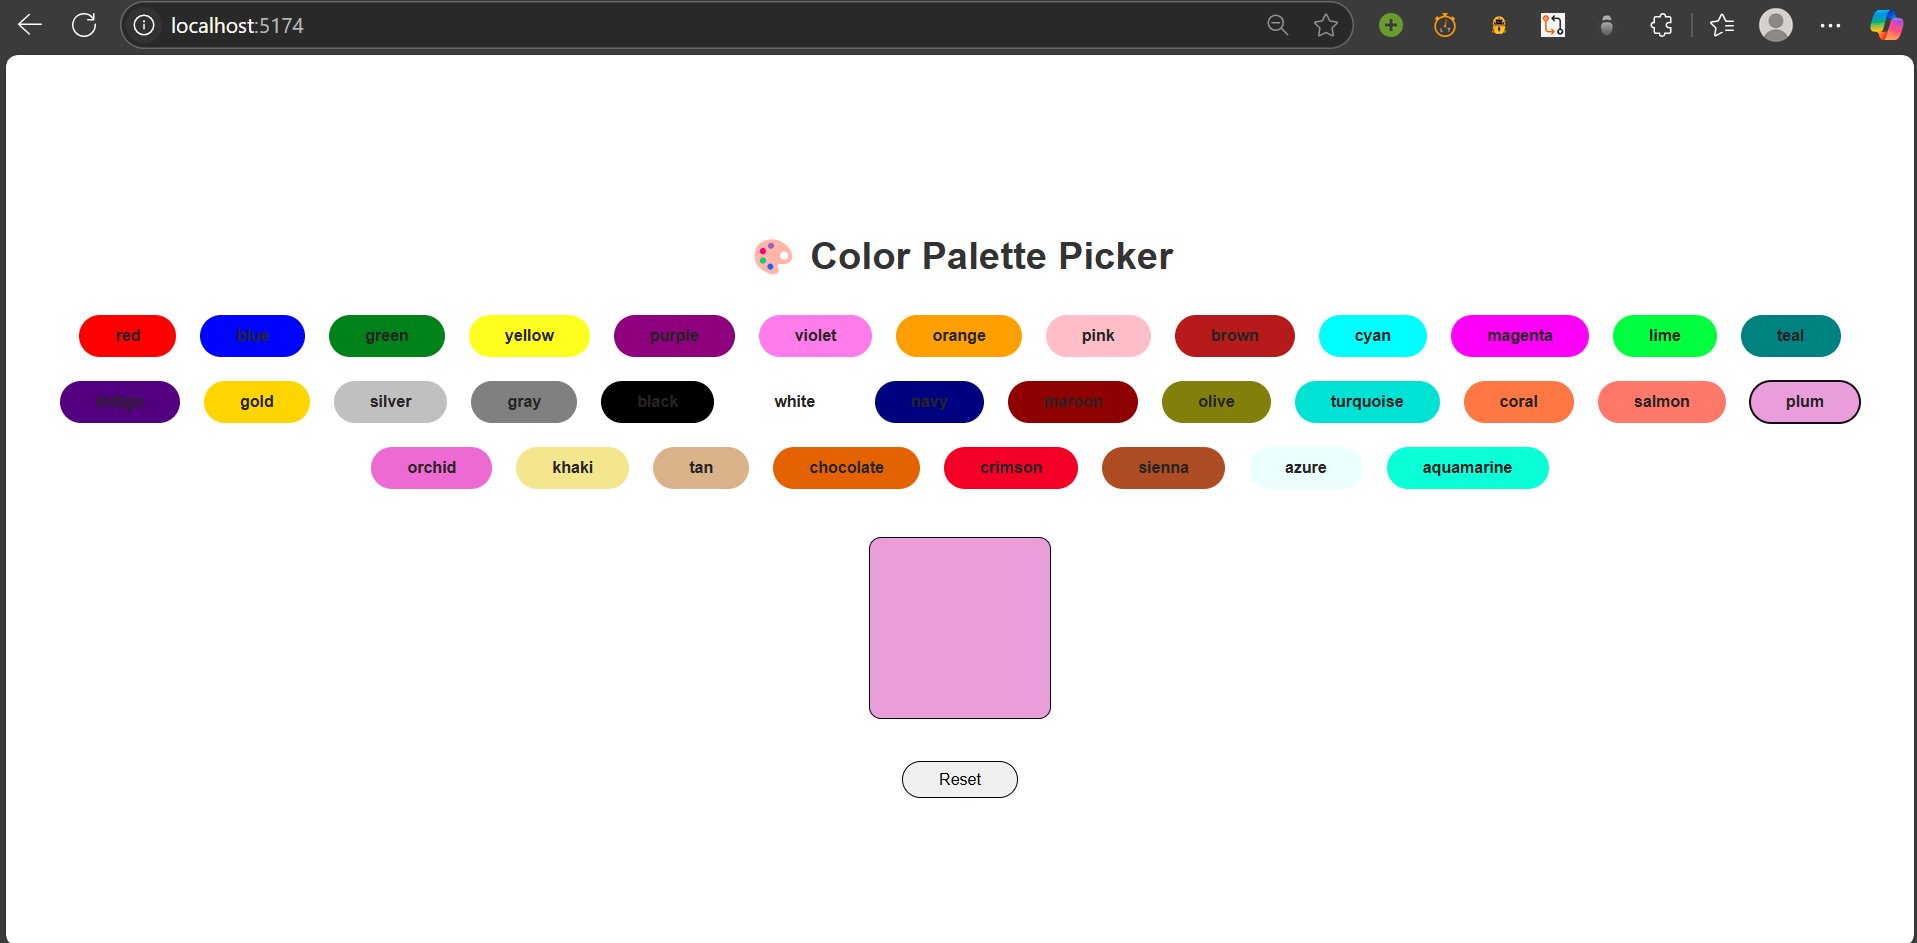 localhost:5174
Color Palette Picker
red blue green yellow purple violet orange pink brown cyan magenta lime teal
indigo gold silver gray black white navy maroon olive turquoise coral salmon plum
orchid khaki tan chocolate crimson sienna azure aquamarine
Reset